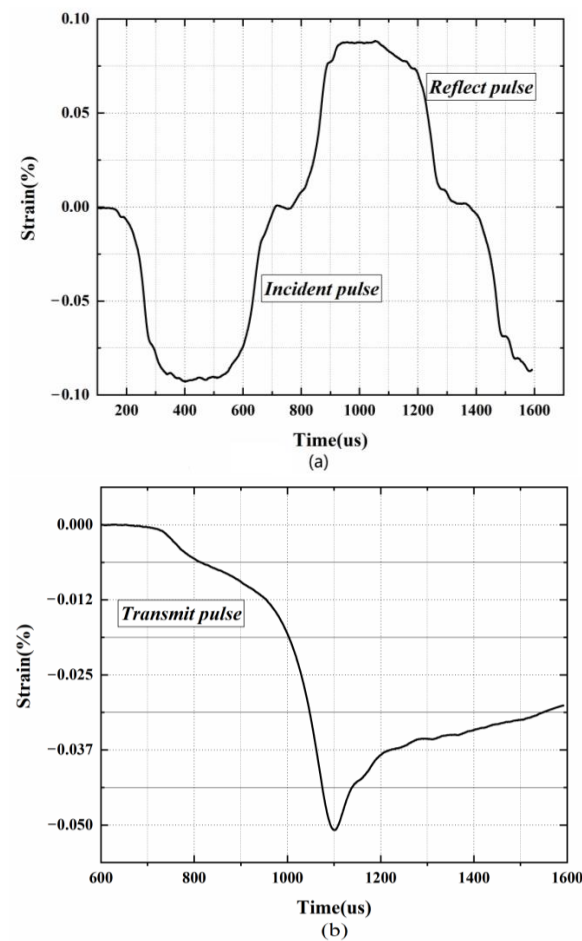 0.10
0.05
0.00
−0.05
−0.10
Strain(%)
Reflect pulse
Incident pulse
200 400 600 800 1000 1200 1400 1600
Time(us)
(a)
0.000
−0.012
−0.025
−0.037
−0.050
Strain(%)
Transmit pulse
600 800 1000 1200 1400 1600
Time(us)
(b)